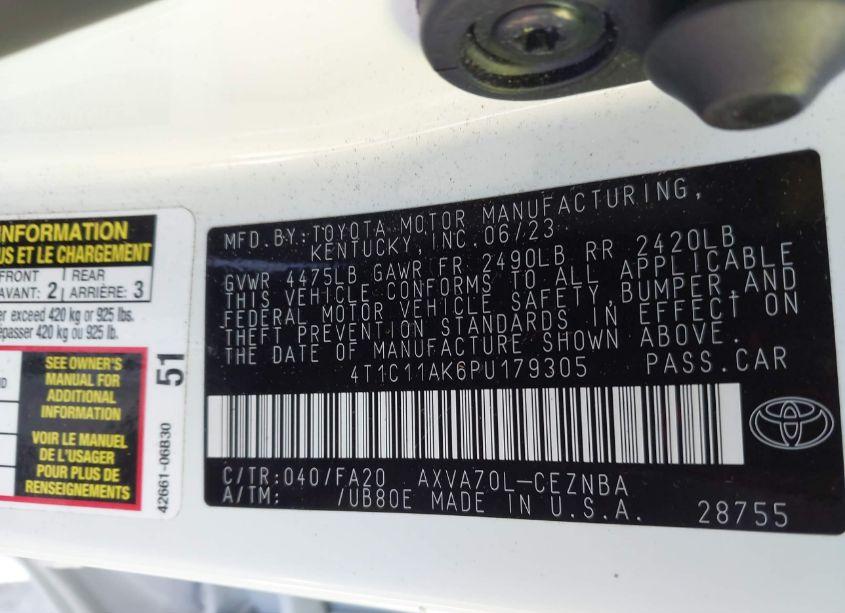 INFORMATION
US ET LE CHARGEMENT
FRONT REAR
AVANT: 2 ARRIÈRE: 3
er exceed 420 kg or 925 lbs.
épasser 420 kg ou 925 lb.
SEE OWNER'S
MANUAL FOR
ADDITIONAL
INFORMATION
VOIR LE MANUEL
DE L'USAGER
POUR PLUS DE
RENSEIGNEMENTS
51
42661-06B30
MFD. BY: TOYOTA MOTOR MANUFACTURING,
KENTUCKY, INC. 06/23
GVWR 4475LB GAWR FR 2490LB RR 2420LB
THIS VEHICLE CONFORMS TO ALL APPLICABLE
FEDERAL MOTOR VEHICLE SAFETY, BUMPER, AND
THEFT PREVENTION STANDARDS IN EFFECT ON
THE DATE OF MANUFACTURE SHOWN ABOVE.
4T1C11AK6PU179305 PASS.CAR
C/TR: 040/FA20 AXVA70L-CEZNBA
A/TM: /UB80E MADE IN U.S.A. 28755